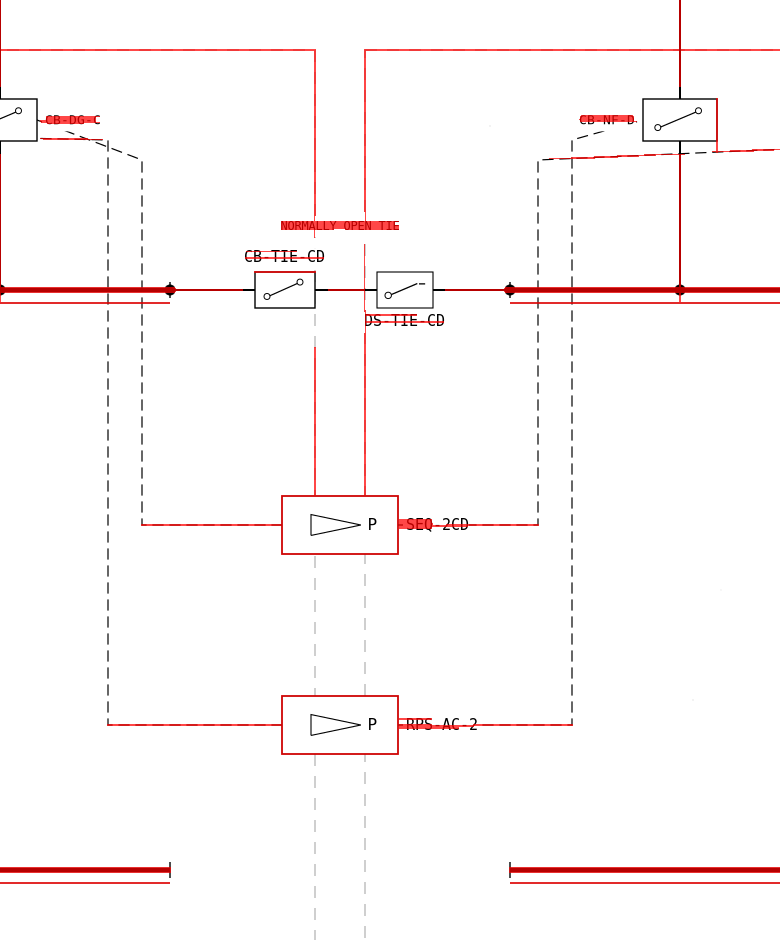 CB-DG-C
CB-NF-D
NORMALLY OPEN TIE
CB-TIE-CD
DS-TIE-CD
P
SEQ-2CD
P
RPS-AC-2